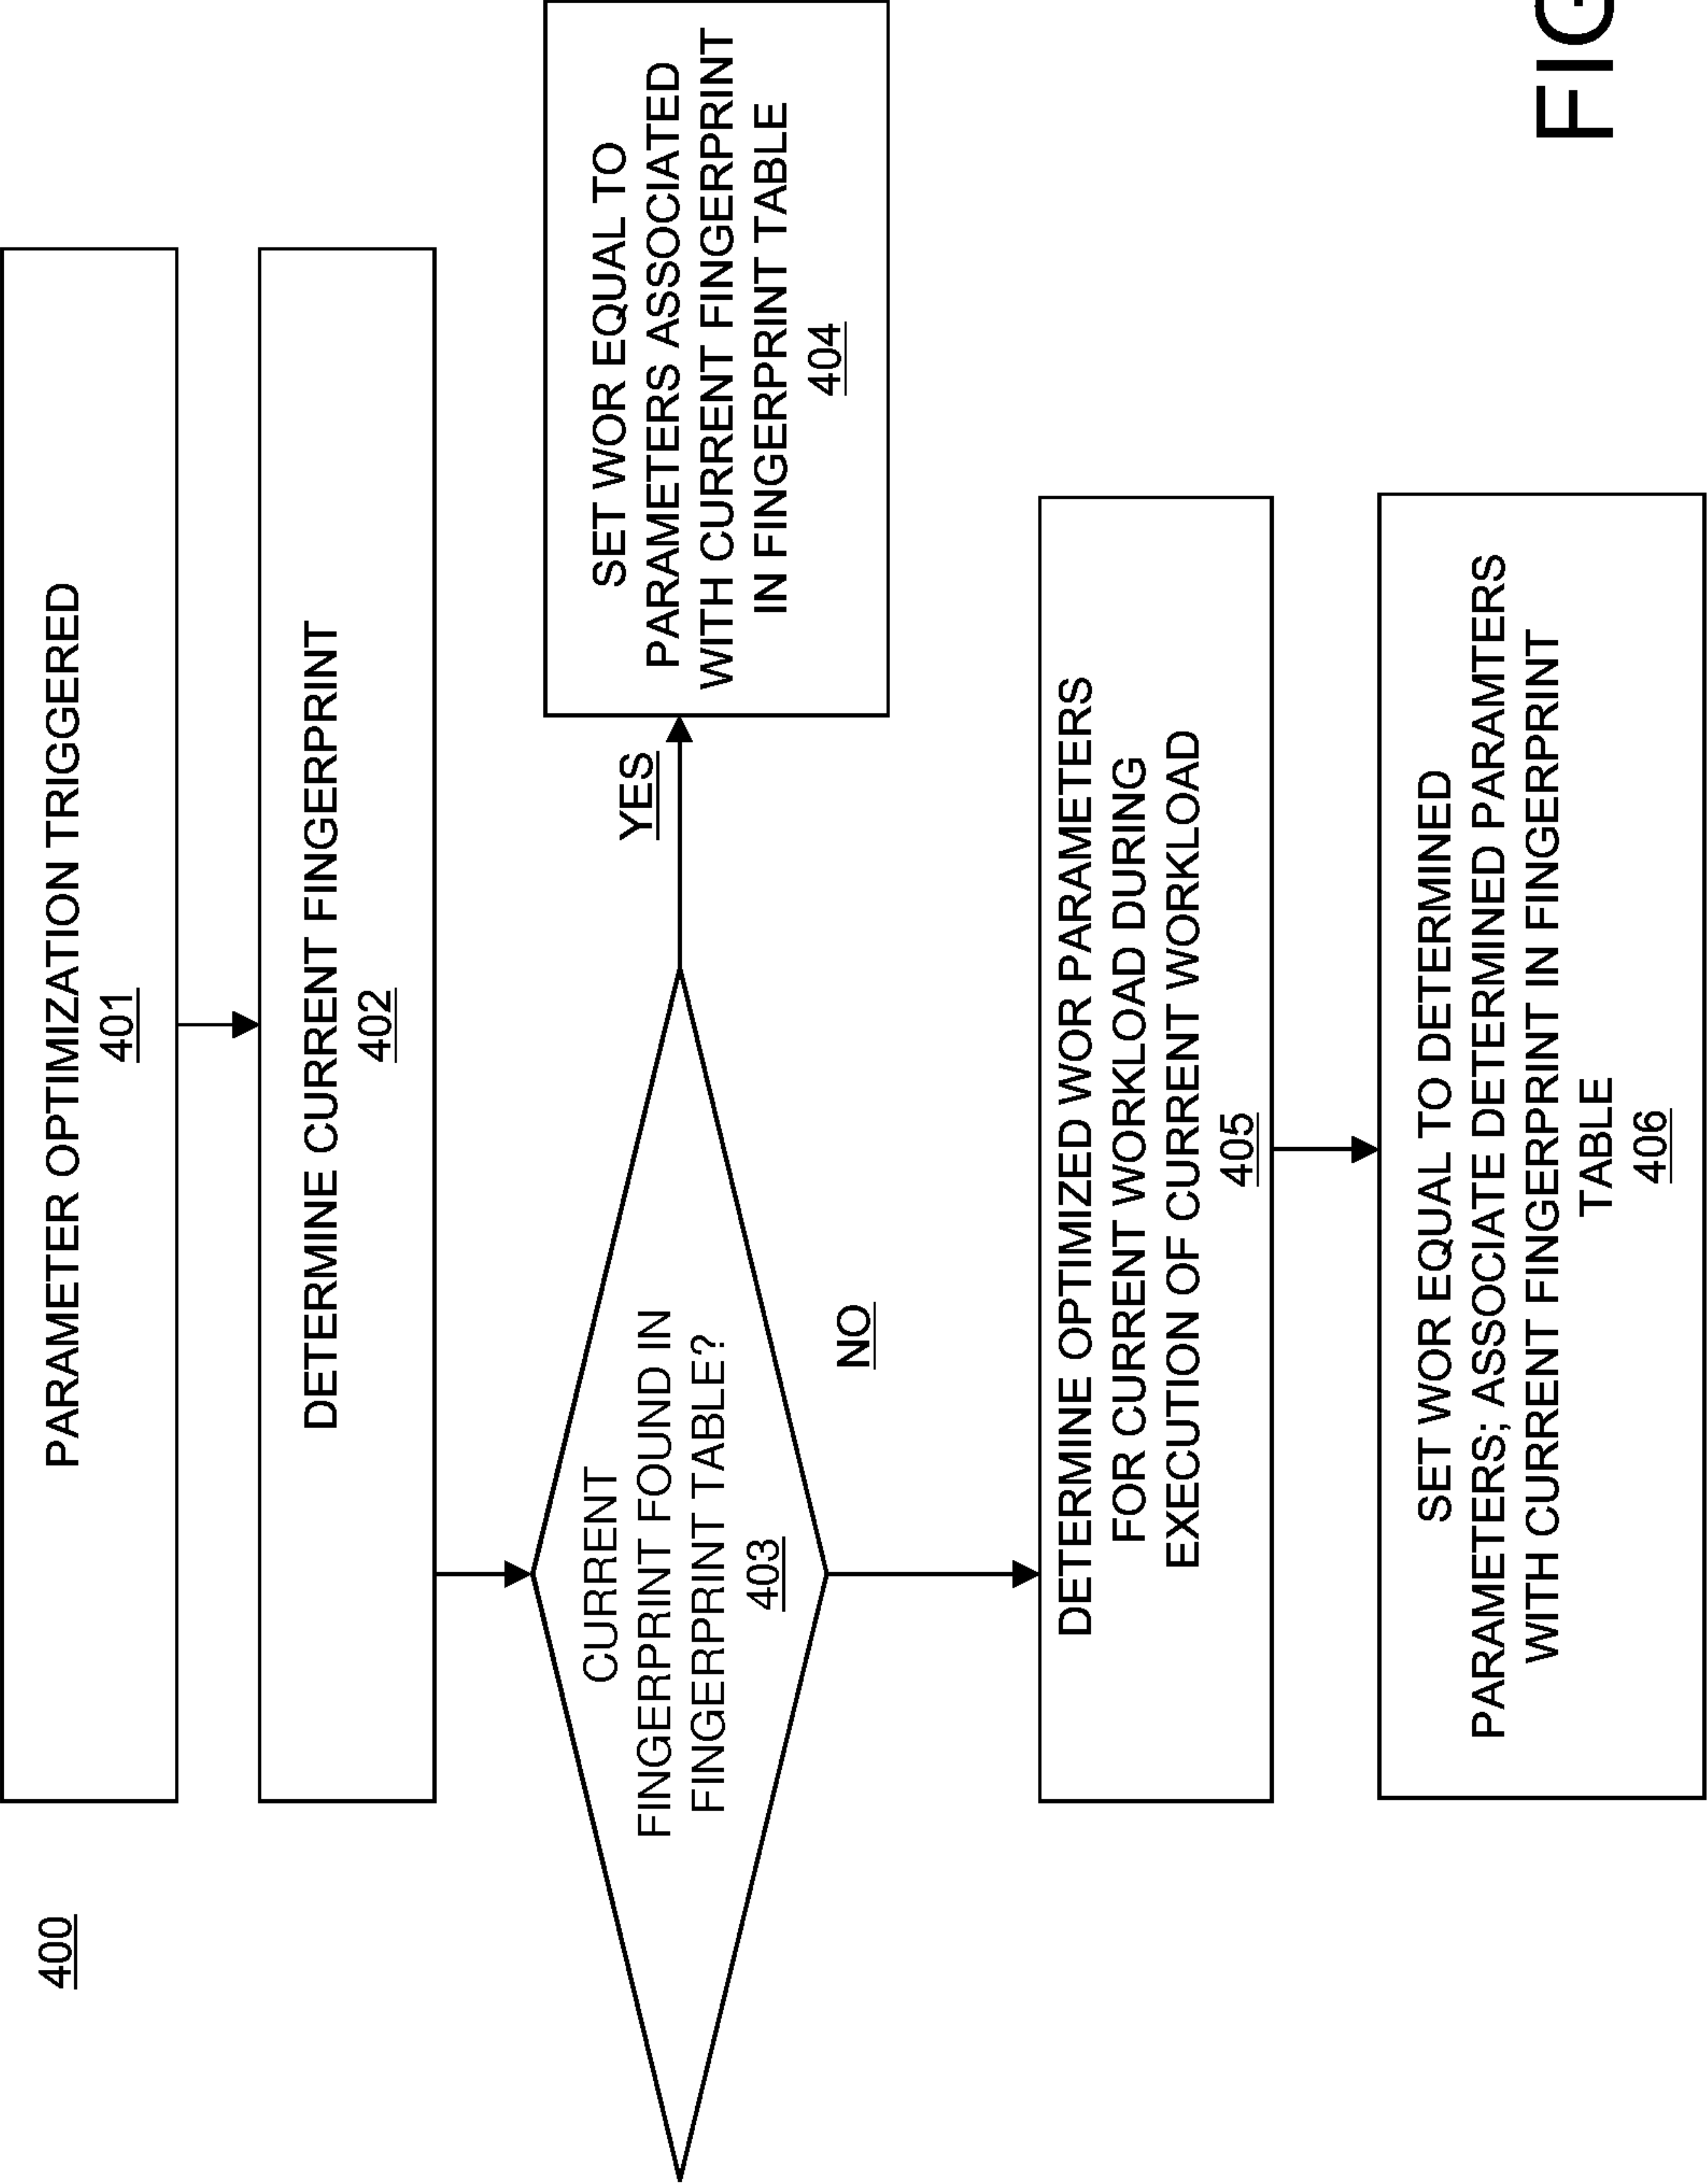 400
PARAMETER OPTIMIZATION TRIGGERED
401
DETERMINE CURRENT FINGERPRINT
402
CURRENT
FINGERPRINT FOUND IN
FINGERPRINT TABLE?
403
YES
SET WOR EQUAL TO
PARAMETERS ASSOCIATED
WITH CURRENT FINGERPRINT
IN FINGERPRINT TABLE
404
NO
DETERMINE OPTIMIZED WOR PARAMETERS
FOR CURRENT WORKLOAD DURING
EXECUTION OF CURRENT WORKLOAD
405
SET WOR EQUAL TO DETERMINED
PARAMETERS; ASSOCIATE DETERMINED PARAMTERS
WITH CURRENT FINGERPRINT IN FINGERPRINT
TABLE
406
FIG